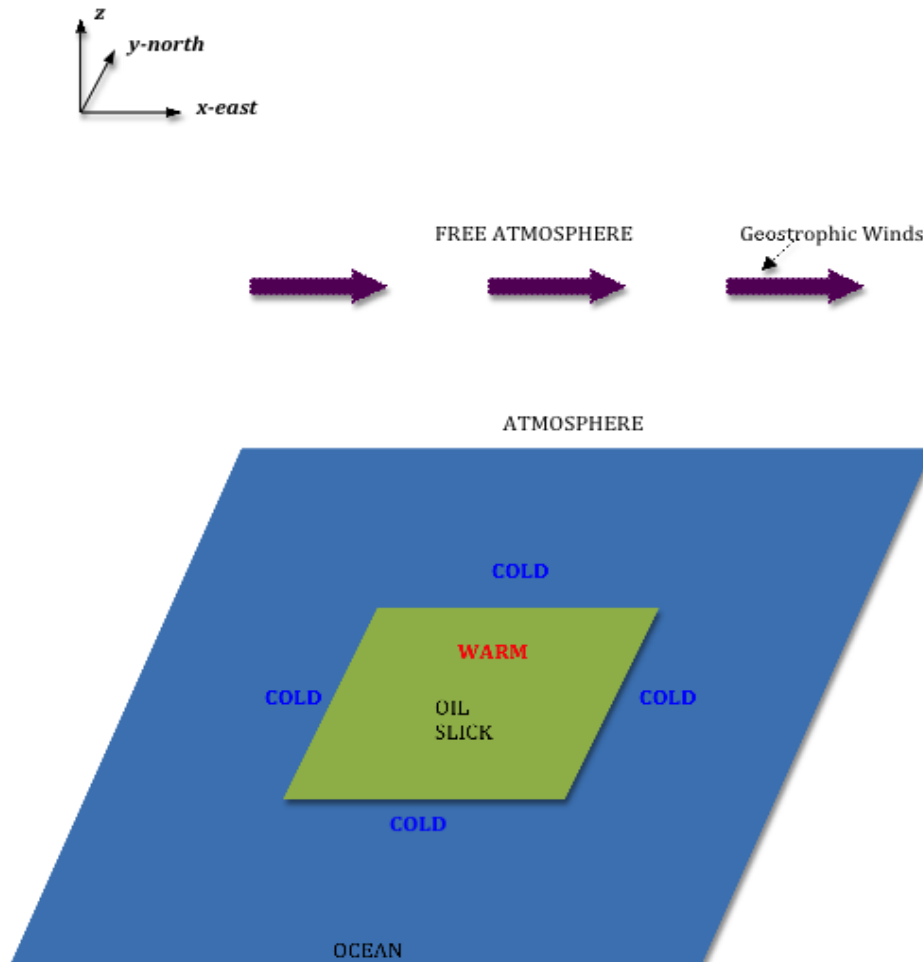 z
y-north
x-east
FREE ATMOSPHERE
Geostrophic Winds
ATMOSPHERE
COLD
WARM
COLD
COLD
OIL
SLICK
COLD
OCEAN